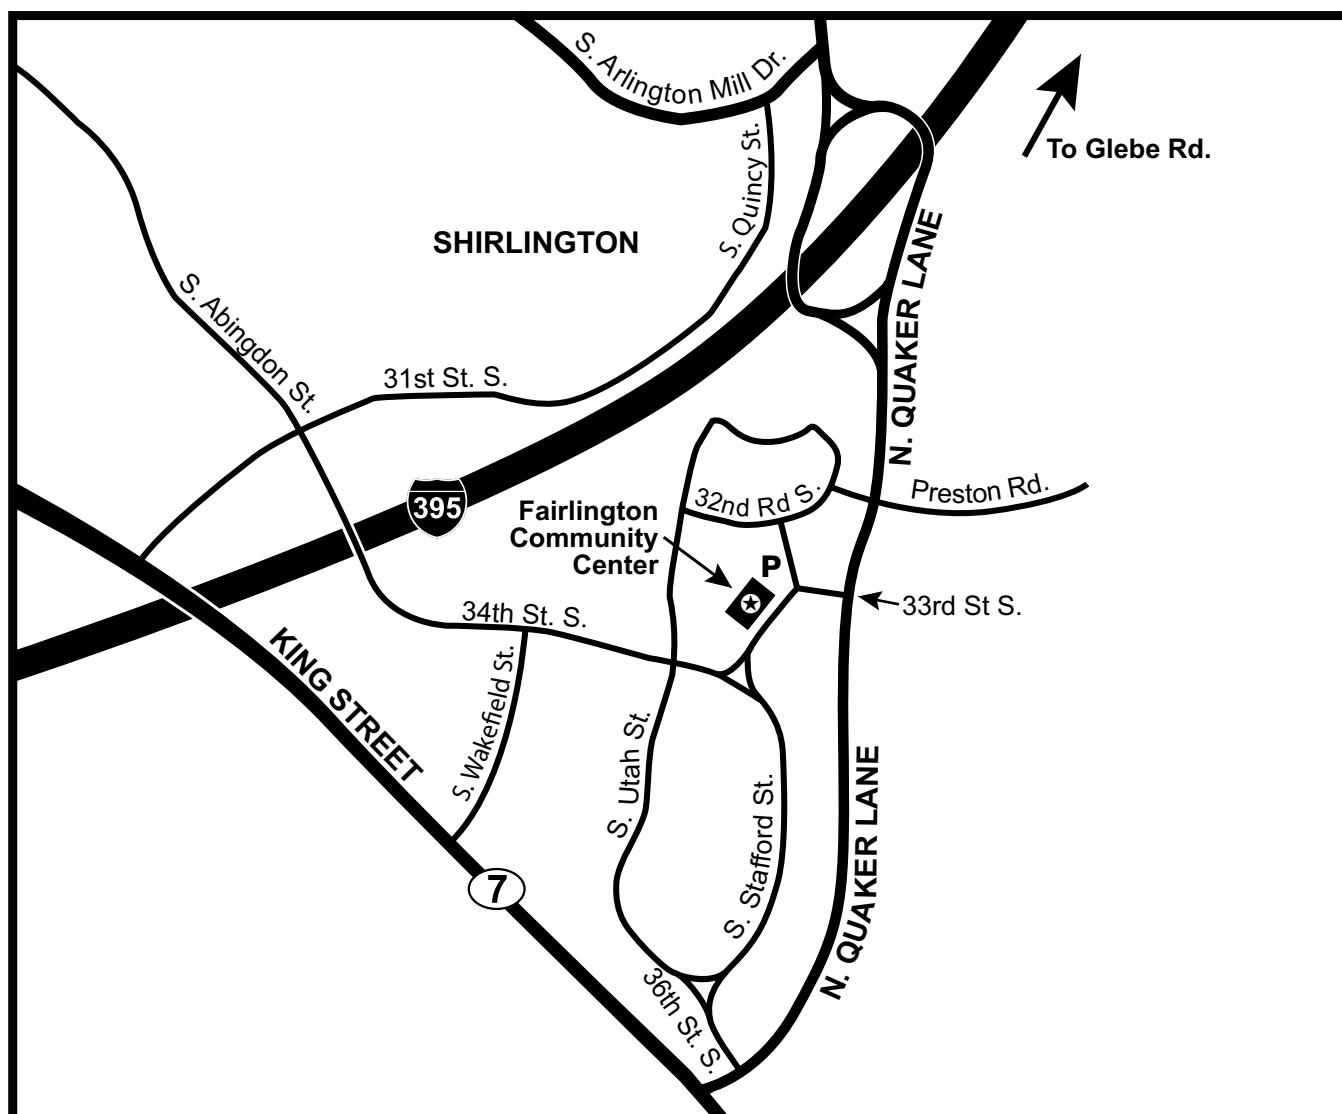 S. Arlington Mill Dr.
To Glebe Rd.
S. Quincy St.
SHIRLINGTON
N. QUAKER LANE
S. Abingdon St.
31st St. S.
395
32nd Rd S.
Preston Rd.
Fairlington
Community
Center
P
33rd St S.
34th St. S.
KING STREET
S. Wakefield St.
S. Utah St.
S. Stafford St.
N. QUAKER LANE
7
36th St. S.